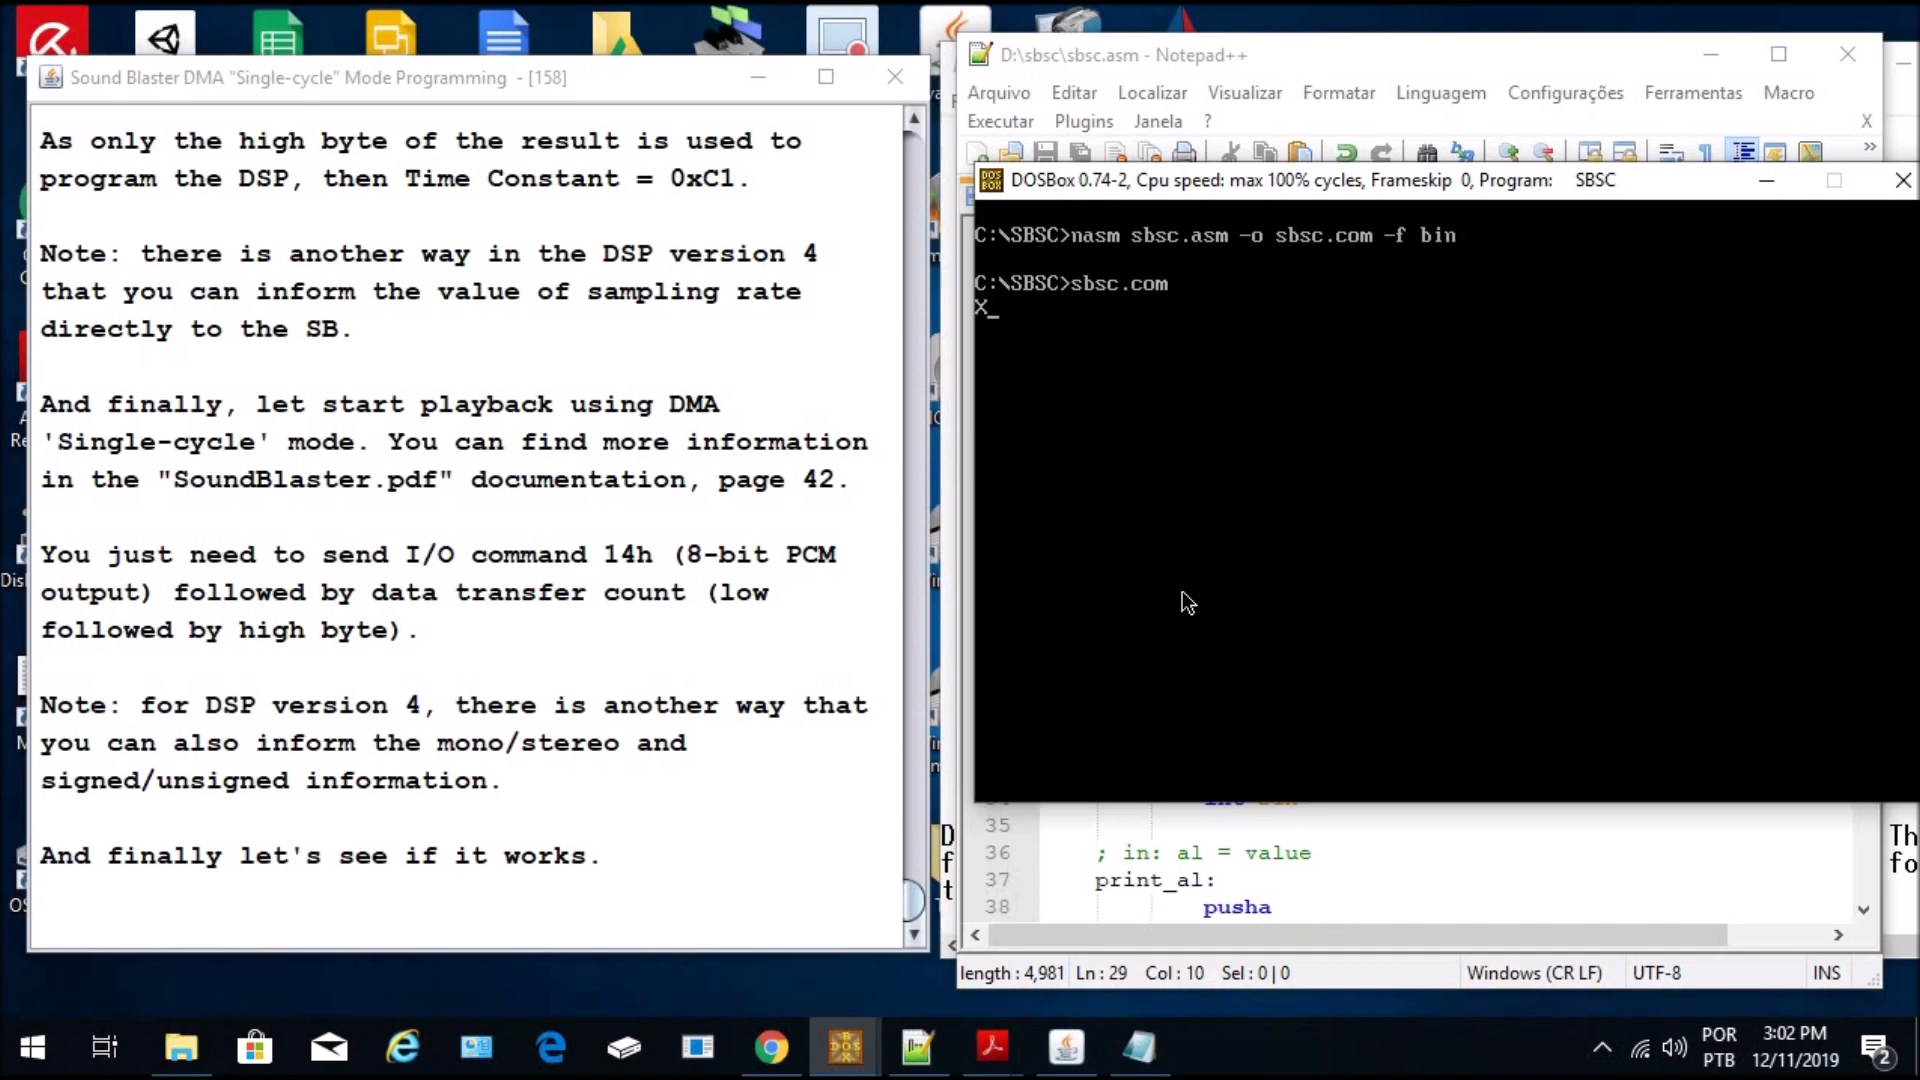 Sound Blaster DMA "Single-cycle" Mode Programming - [158]
As only the high byte of the result is used to
program the DSP, then Time Constant = 0xC1.
Note: there is another way in the DSP version 4
that you can inform the value of sampling rate
directly to the SB.
And finally, let start playback using DMA
'Single-cycle' mode. You can find more information
in the "SoundBlaster.pdf" documentation, page 42.
You just need to send I/O command 14h (8-bit PCM
output) followed by data transfer count (low
followed by high byte).
Note: for DSP version 4, there is another way that
you can also inform the mono/stereo and
signed/unsigned information.
And finally let's see if it works.
D:\sbsc\sbsc.asm - Notepad++
Arquivo Editar Localizar Visualizar Formatar Linguagem Configurações Ferramentas Macro
Executar Plugins Janela ? X
DOSBox 0.74-2, Cpu speed: max 100% cycles, Frameskip 0, Program: SBSC
C:\SBSC>nasm sbsc.asm -o sbsc.com -f bin
C:\SBSC>sbsc.com
X_
35
36 ; in: al = value
37 print_al:
38 pusha
length : 4,981 Ln : 29 Col : 10 Sel : 0 | 0 Windows (CR LF) UTF-8 INS
Th
fo
POR
PTB
3:02 PM
12/11/2019
2